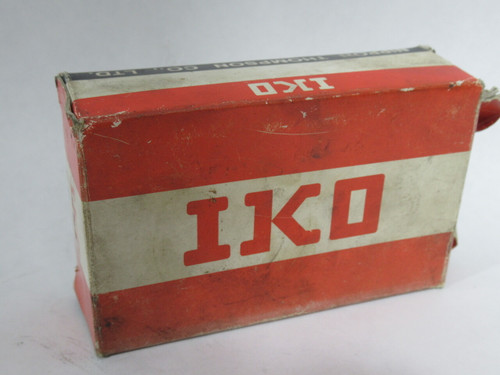 NIPPON THOMPSON CO., LTD.
IKO
IKO